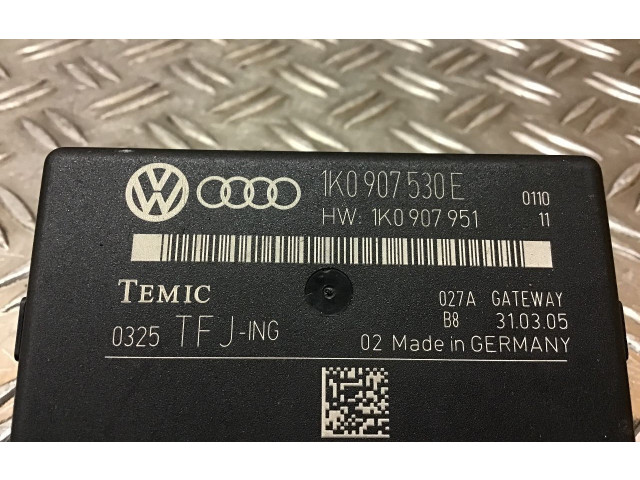 1K0 907 530 E
0110
HW: 1K0 907 951
11
TEMIC
027A GATEWAY
B8 31.03.05
0325 TFJ-ING
02 Made in GERMANY